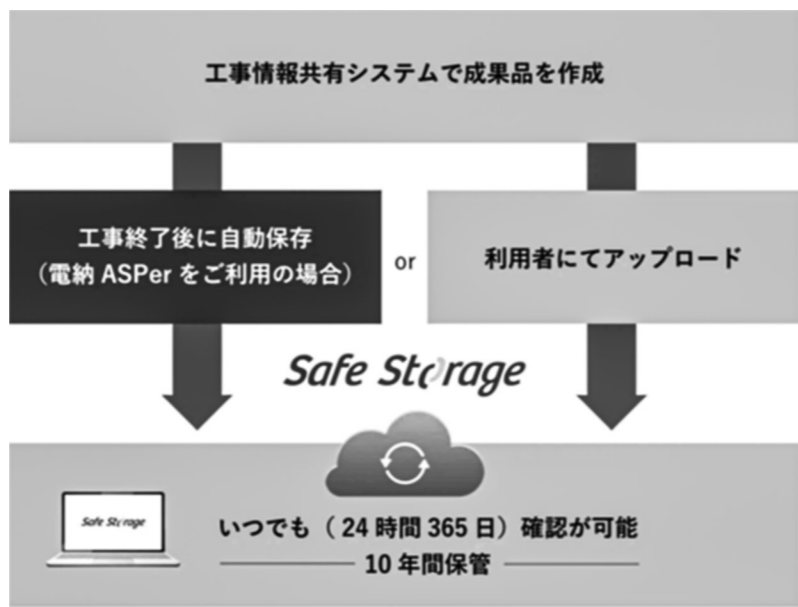 工事情報共有システムで成果品を作成
工事終了後に自動保存
（電納 ASPer をご利用の場合）
or
利用者にてアップロード
Safe Storage
Safe Storage
いつでも（24 時間 365 日）確認が可能
10 年間保管